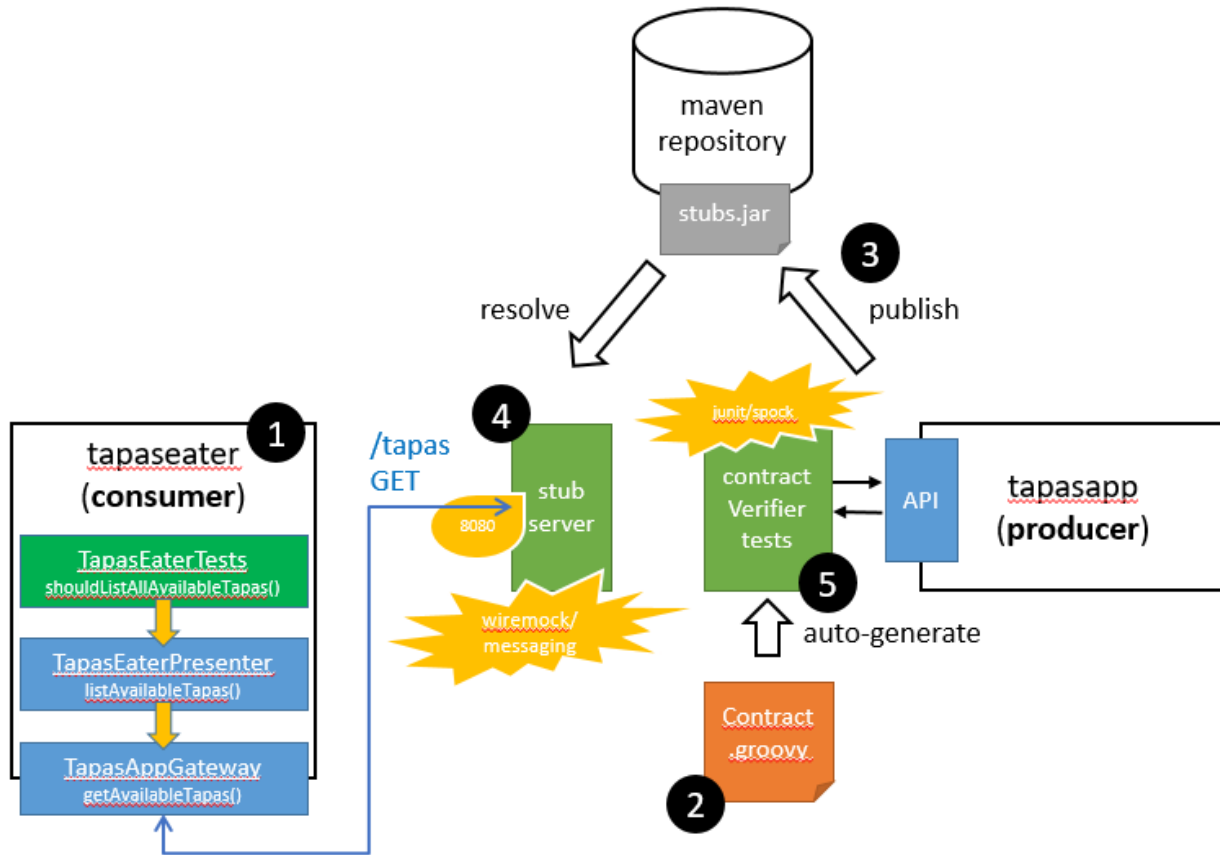 maven
repository
stubs.jar
3
resolve
publish
junit/spock
4
1
tapaseater
(consumer)
/tapas
GET
8080
stub
server
contract
Verifier
tests
API
tapasapp
(producer)
TapasEaterTests
shouldListAllAvailableTapas()
5
auto-generate
wiremock/
messaging
TapasEaterPresenter
listAvailableTapas()
Contract
.groovy
TapasAppGateway
getAvailableTapas()
2